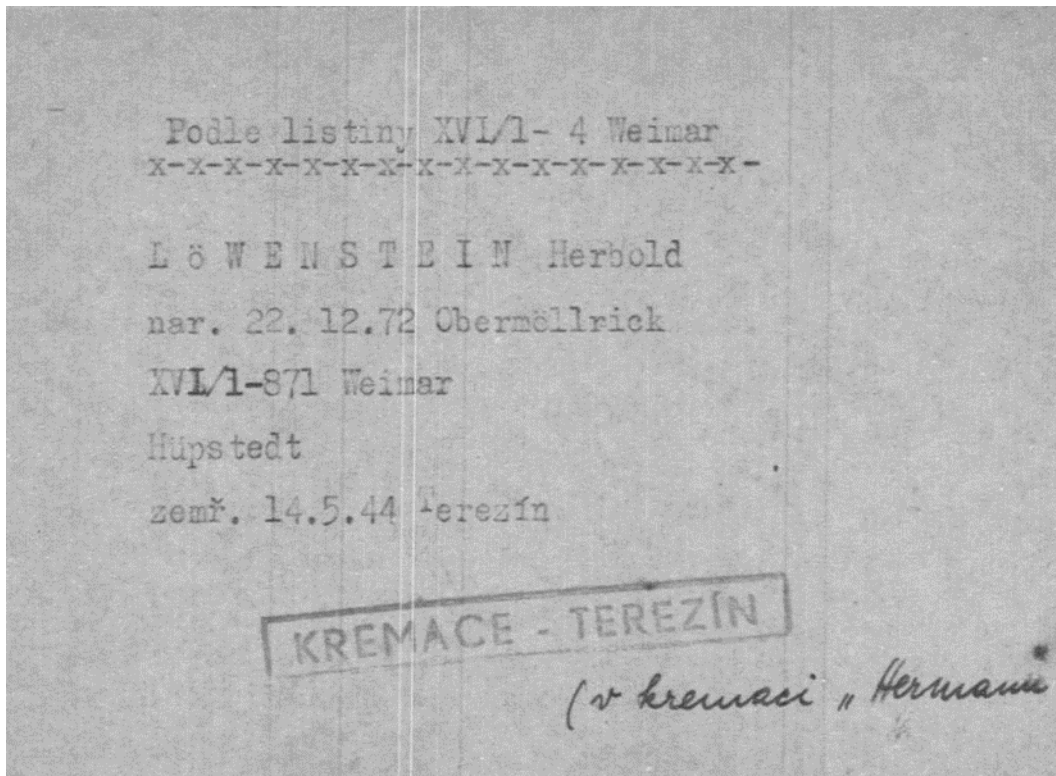 Podle listiny XVI/1- 4 Weimar
x-x-x-x-x-x-x-x-x-x-x-x-x-x-x-x-
L ö W E N S T E I N Herbold
nar. 22. 12.72 Obermöllrick
XVI/1-871 Weimar
Hüpstedt
zemř. 14.5.44 Terezín
KREMACE - TEREZÍN
(v kremaci „Hermann"